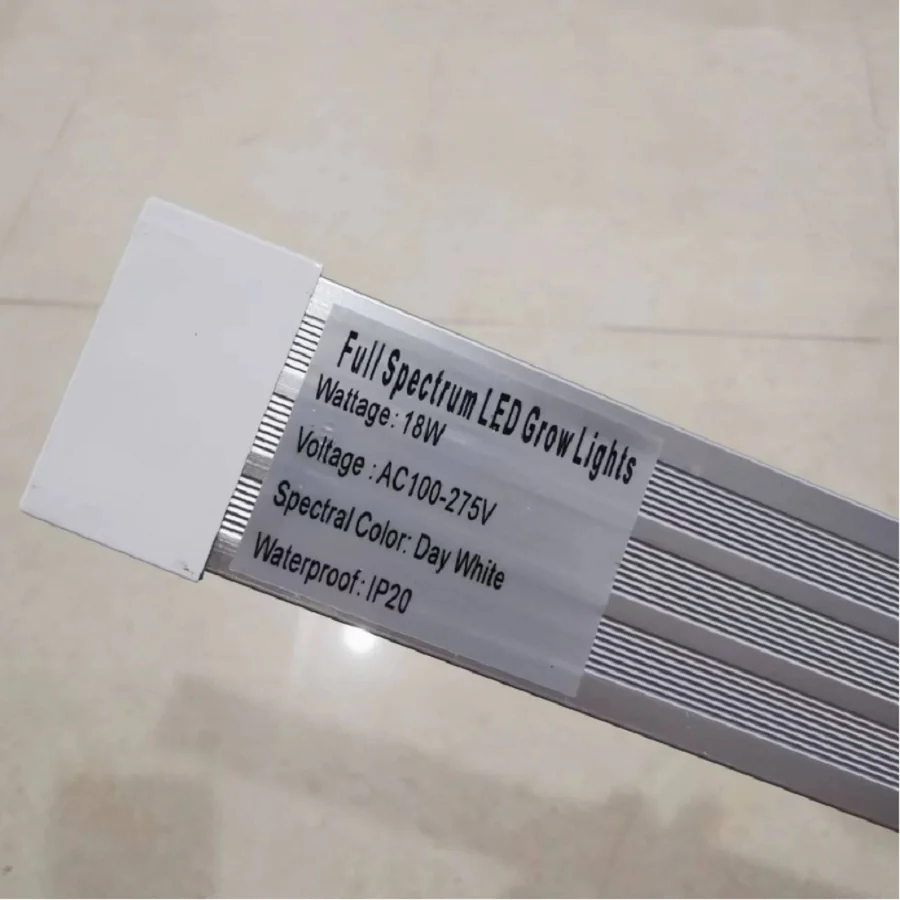 Full Spectrum LED Grow Lights
Wattage: 18W
Voltage : AC100-275V
Spectral Color: Day White
Waterproof: IP20